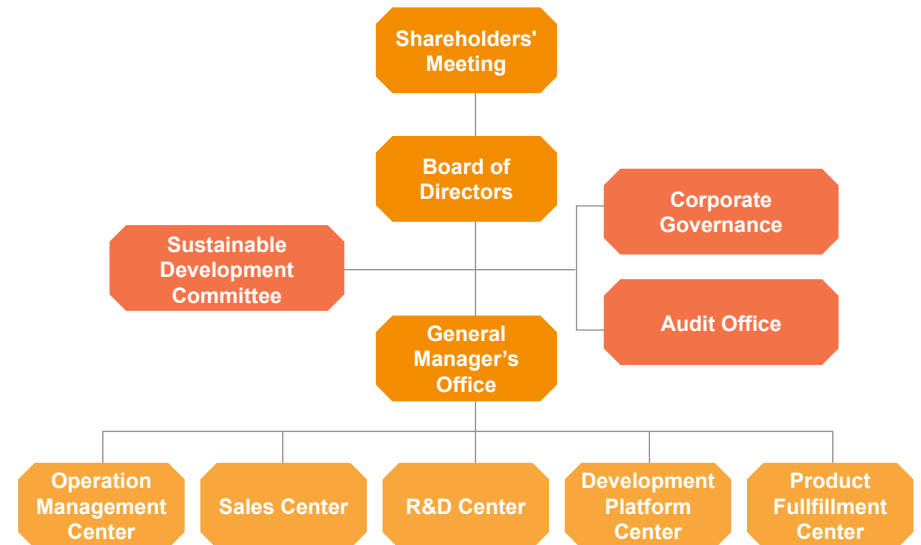 Shareholders'
Meeting
Board of
Directors
Corporate
Governance
Sustainable
Development
Committee
Audit Office
General
Manager’s
Office
Operation
Management
Center
Sales Center
R&D Center
Development
Platform
Center
Product
Fullfillment
Center